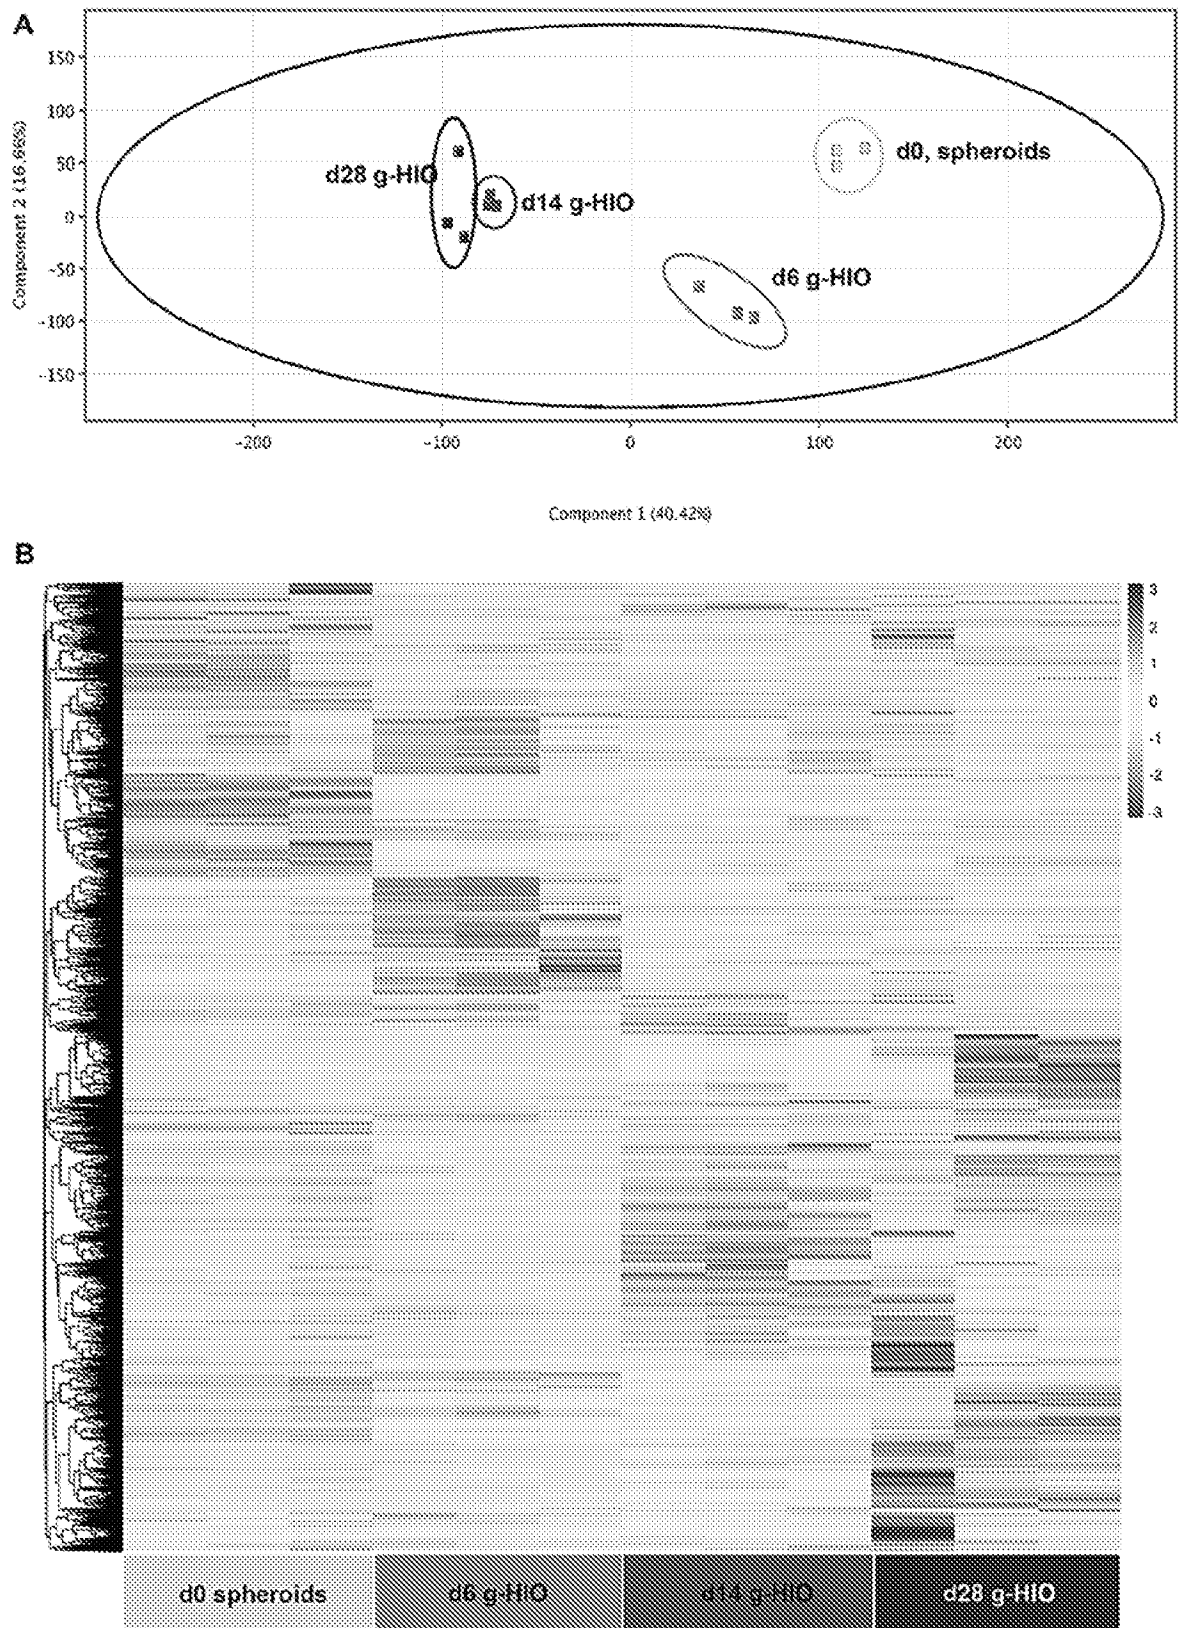 A
Component 2 (16.66%)
150
100
50
0
-50
-100
-150
d28 g-HIO
d14 g-HIO
d0, spheroids
d6 g-HIO
-200
-100
0
100
200
Component 1 (40.42%)
B
3
2
1
0
-1
-2
-3
d0 spheroids
d6 g-HIO
d14 g-HIO
d28 g-HIO